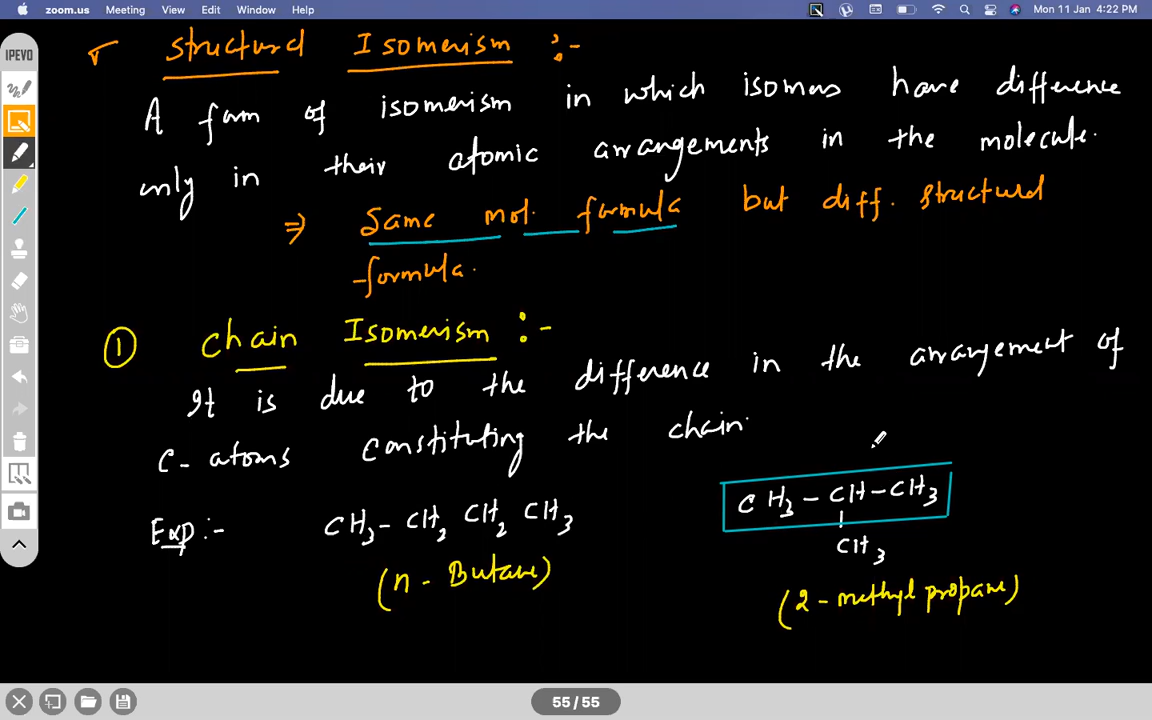 zoom.us Meeting View Edit Window Help Mon 11 Jan 4:22 PM
IPEVO
Structural Isomerism :-
A form of isomerism in which isomers have difference
only in their atomic arrangements in the molecule.
⇒ Same mol. formula but diff. structural
formula.
① Chain Isomerism :-
It is due to the difference in the arrangement of
C-atoms constituting the chain.
Exp:- CH3 - CH2 CH2 CH3 CH3 - CH - CH3
CH3
(n - Butane) (2 - methyl propane)
55/55